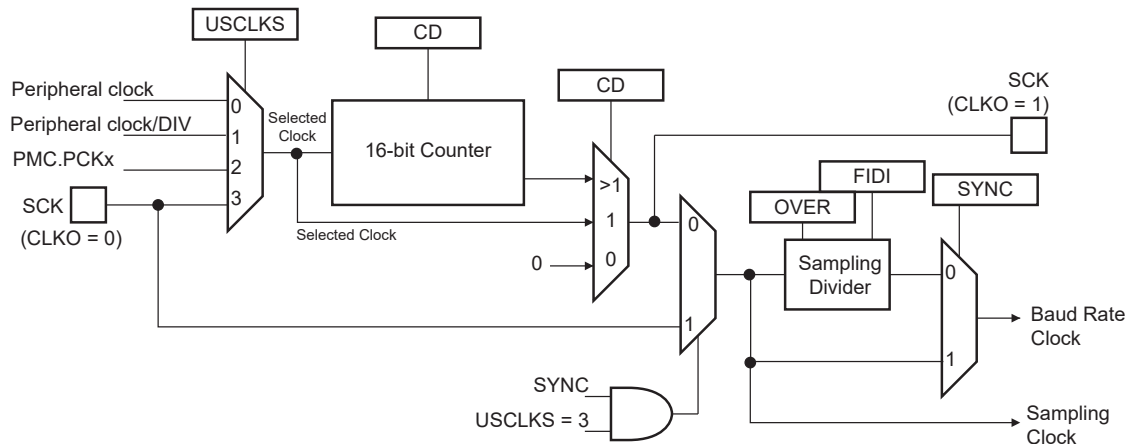 USCLKS
CD
CD
SCK
(CLKO = 1)
Peripheral clock
0
Selected
Clock
16-bit Counter
Peripheral clock/DIV
1
PMC.PCKx
2
3
SCK
(CLKO = 0)
Selected Clock
>1
1
0
0
FIDI
OVER
SYNC
0
Sampling
Divider
0
1
1
Baud Rate
Clock
SYNC
USCLKS = 3
Sampling
Clock